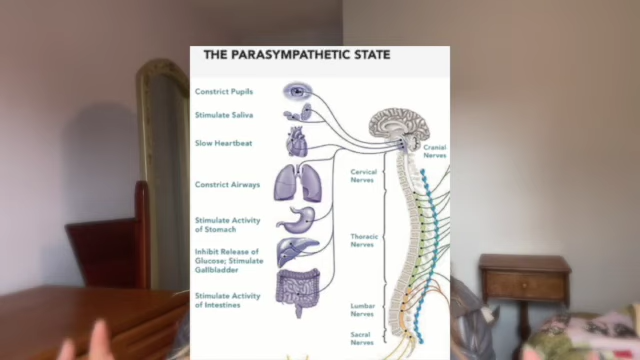 THE PARASYMPATHETIC STATE
Constrict Pupils
Stimulate Saliva
Slow Heartbeat
Constrict Airways
Stimulate Activity
of Stomach
Inhibit Release of
Glucose; Stimulate
Gallbladder
Stimulate Activity
of Intestines
Cranial
Nerves
Cervical
Nerves
Thoracic
Nerves
Lumbar
Nerves
Sacral
Nerves